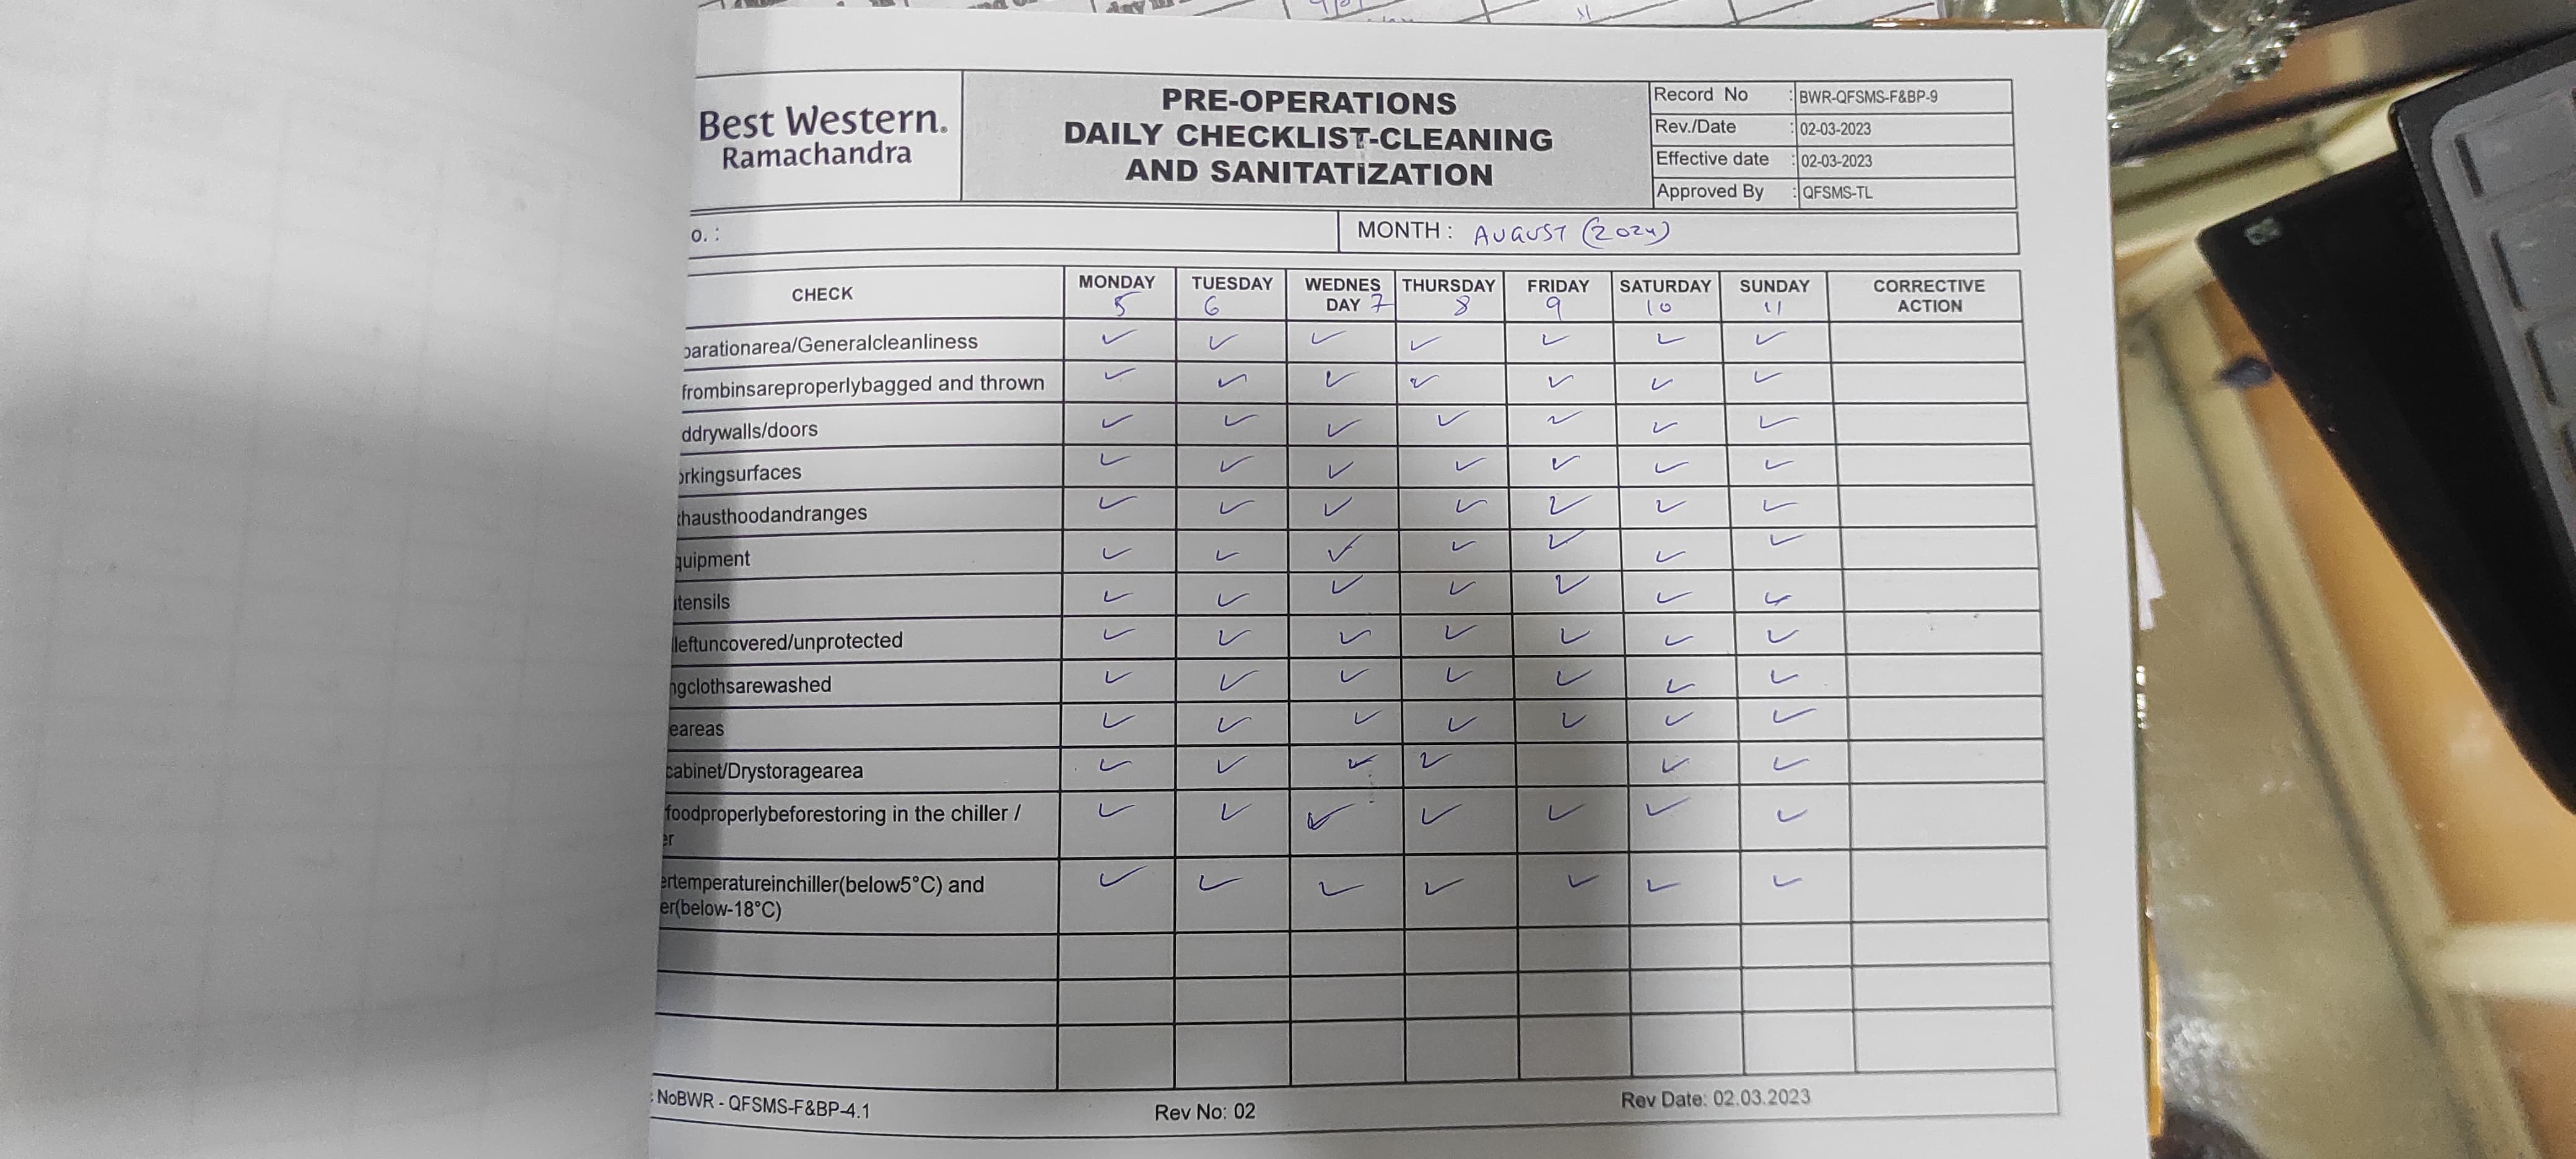 Best Western.
Ramachandra
PRE-OPERATIONS
DAILY CHECKLIST-CLEANING
AND SANITATIZATION
Record No : BWR-QFSMS-F&BP-9
Rev./Date : 02-03-2023
Effective date : 02-03-2023
Approved By : QFSMS-TL
o. :
MONTH : AUGUST (2024)
CHECK MONDAY TUESDAY WEDNES THURSDAY FRIDAY SATURDAY SUNDAY CORRECTIVE
5 6 DAY 7 8 9 10 11 ACTION
parationarea/Generalcleanliness ✓ ✓ ✓ ✓ ✓ ✓ ✓
frombinsareproperlybagged and thrown ✓ ✓ ✓ ✓ ✓ ✓ ✓
ddrywalls/doors ✓ ✓ ✓ ✓ ✓ ✓ ✓
orkingsurfaces ✓ ✓ ✓ ✓ ✓ ✓ ✓
hausthoodandranges ✓ ✓ ✓ ✓ ✓ ✓ ✓
quipment ✓ ✓ ✓ ✓ ✓ ✓ ✓
tensils ✓ ✓ ✓ ✓ ✓ ✓ ✓
leftuncovered/unprotected ✓ ✓ ✓ ✓ ✓ ✓ ✓
ngclothsarewashed ✓ ✓ ✓ ✓ ✓ ✓ ✓
eareas ✓ ✓ ✓ ✓ ✓ ✓ ✓
cabinet/Drystoragearea ✓ ✓ ✓ ✓ ✓ ✓
foodproperlybeforestoring in the chiller / ✓ ✓ ✓ ✓ ✓ ✓ ✓
er
ertemperatureinchiller(below5°C) and ✓ ✓ ✓ ✓ ✓ ✓ ✓
er(below-18°C)
NoBWR - QFSMS-F&BP-4.1 Rev No: 02 Rev Date: 02.03.2023